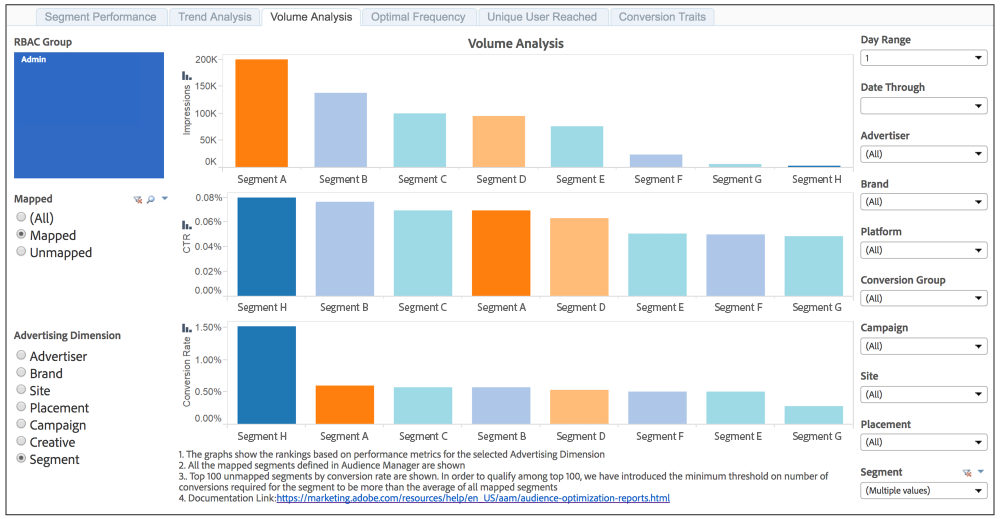 Segment Performance
Trend Analysis
Volume Analysis
Optimal Frequency
Unique User Reached
Conversion Traits
RBAC Group
Admin
Mapped
(All)
Mapped
Unmapped
Advertising Dimension
Advertiser
Brand
Site
Placement
Campaign
Creative
Segment
Volume Analysis
Impressions
200K
150K
100K
50K
0K
Segment A
Segment B
Segment C
Segment D
Segment E
Segment F
Segment G
Segment H
CTR
0.08%
0.06%
0.04%
0.02%
0.00%
Segment H
Segment B
Segment C
Segment A
Segment D
Segment E
Segment F
Segment G
Conversion Rate
1.50%
1.00%
0.50%
0.00%
Segment H
Segment A
Segment C
Segment B
Segment D
Segment F
Segment E
Segment G
1. The graphs show the rankings based on performance metrics for the selected Advertising Dimension
2. All the mapped segments defined in Audience Manager are shown
3.. Top 100 unmapped segments by conversion rate are shown. In order to qualify among top 100, we have introduced the minimum threshold on number of
conversions required for the segment to be more than the average of all mapped segments
4. Documentation Link:https://marketing.adobe.com/resources/help/en_US/aam/audience-optimization-reports.html
Day Range
1
Date Through
Advertiser
(All)
Brand
(All)
Platform
(All)
Conversion Group
(All)
Campaign
(All)
Site
(All)
Placement
(All)
Segment
(Multiple values)